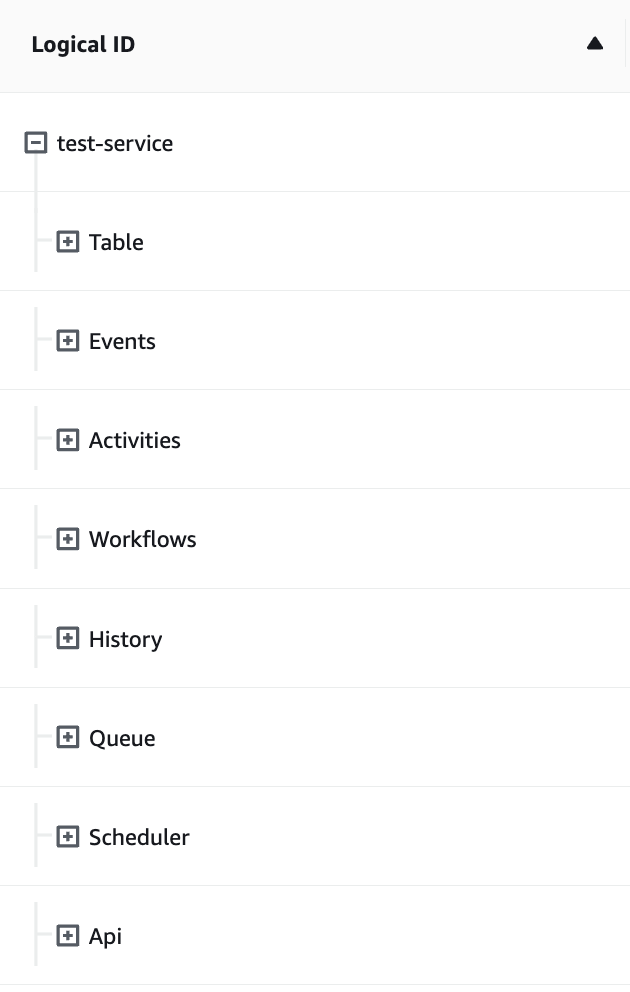 Logical ID
test-service
Table
Events
Activities
Workflows
History
Queue
Scheduler
Api